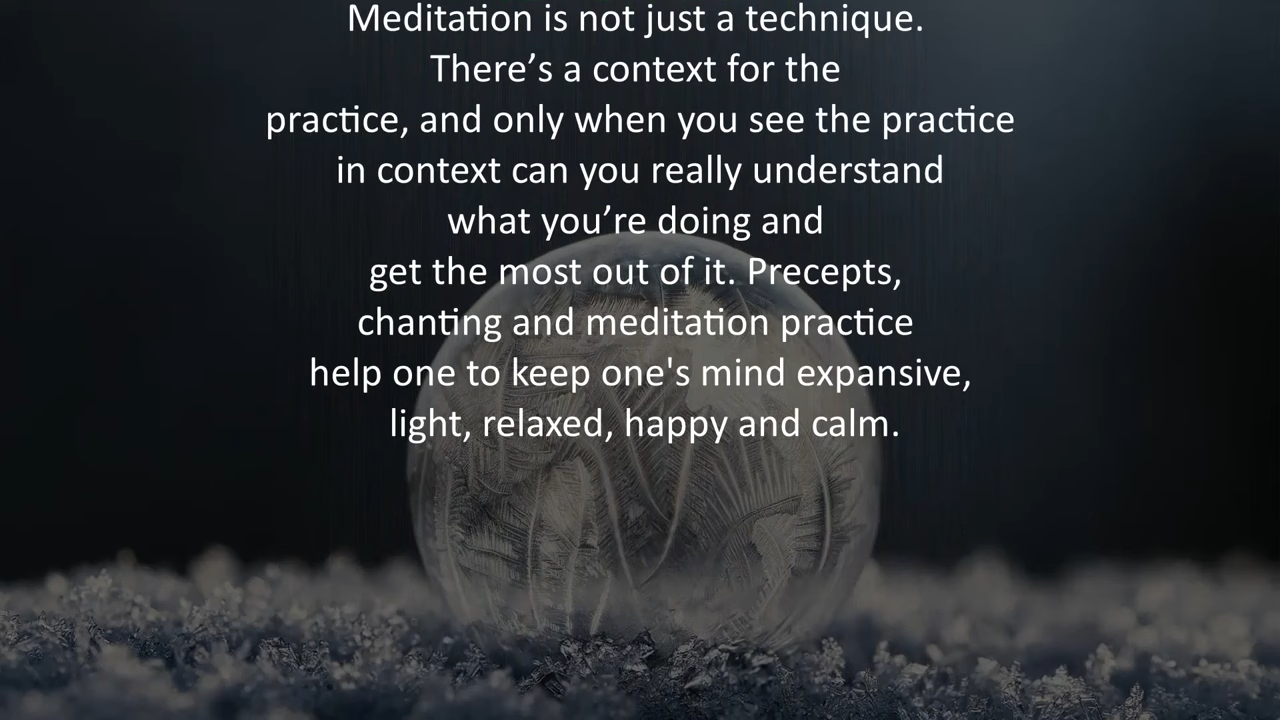 Meditation is not just a technique.
There’s a context for the
practice, and only when you see the practice
in context can you really understand
what you’re doing and
get the most out of it. Precepts,
chanting and meditation practice
help one to keep one's mind expansive,
light, relaxed, happy and calm.